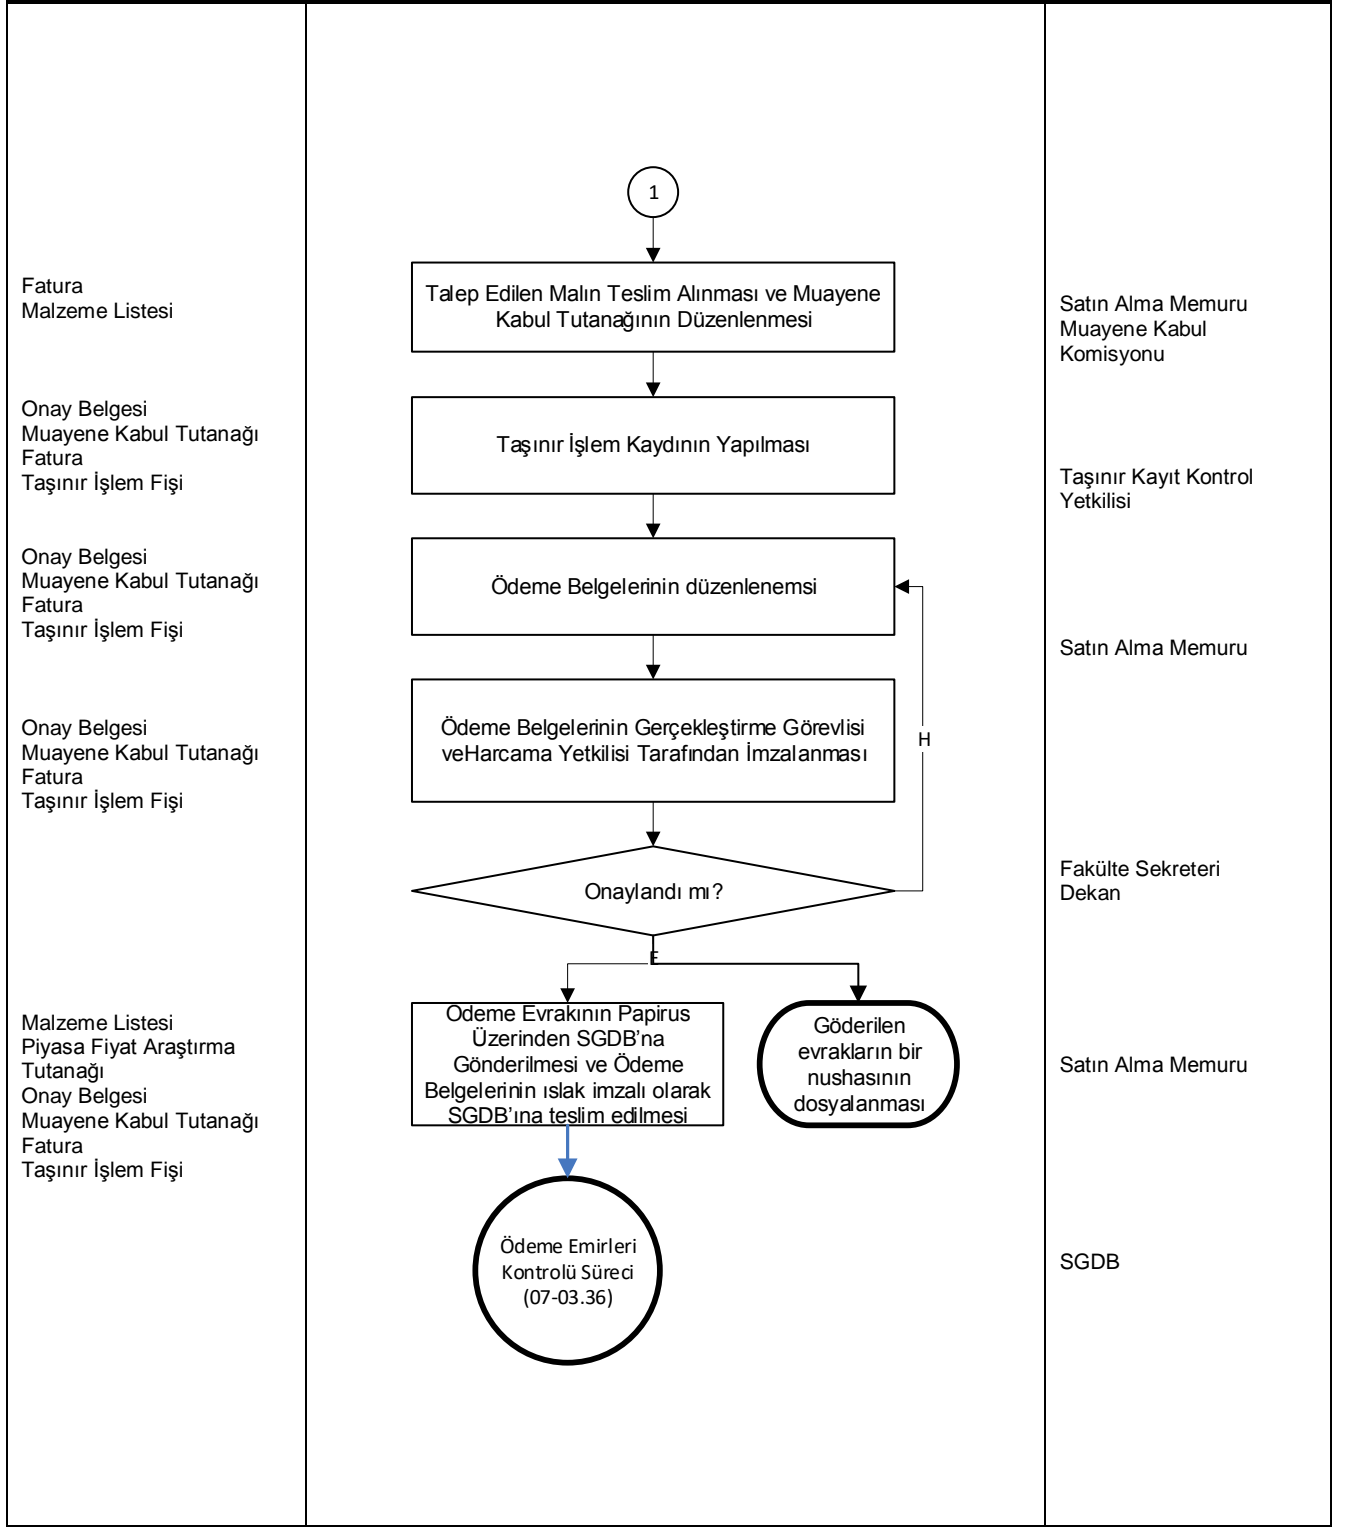 1
Fatura
Malzeme Listesi
Talep Edilen Malın Teslim Alınması ve Muayene
Kabul Tutanağının Düzenlenmesi
Satın Alma Memuru
Muayene Kabul
Komisyonu
Onay Belgesi
Muayene Kabul Tutanağı
Fatura
Taşınır İşlem Fişi
Taşınır İşlem Kaydının Yapılması
Taşınır Kayıt Kontrol
Yetkilisi
Onay Belgesi
Muayene Kabul Tutanağı
Fatura
Taşınır İşlem Fişi
Ödeme Belgelerinin düzenlenemsi
Satın Alma Memuru
Onay Belgesi
Muayene Kabul Tutanağı
Fatura
Taşınır İşlem Fişi
Ödeme Belgelerinin Gerçekleştirme Görevlisi
veHarcama Yetkilisi Tarafından İmzalanması
H
Onaylandı mı?
Fakülte Sekreteri
Dekan
E
Malzeme Listesi
Piyasa Fiyat Araştırma
Tutanağı
Onay Belgesi
Muayene Kabul Tutanağı
Fatura
Taşınır İşlem Fişi
Ödeme Evrakının Papirus
Üzerinden SGDB’na
Gönderilmesi ve Ödeme
Belgelerinin ıslak imzalı olarak
SGDB’ına teslim edilmesi
Göderilen
evrakların bir
nushasının
dosyalanması
Satın Alma Memuru
Ödeme Emirleri
Kontrolü Süreci
(07-03.36)
SGDB